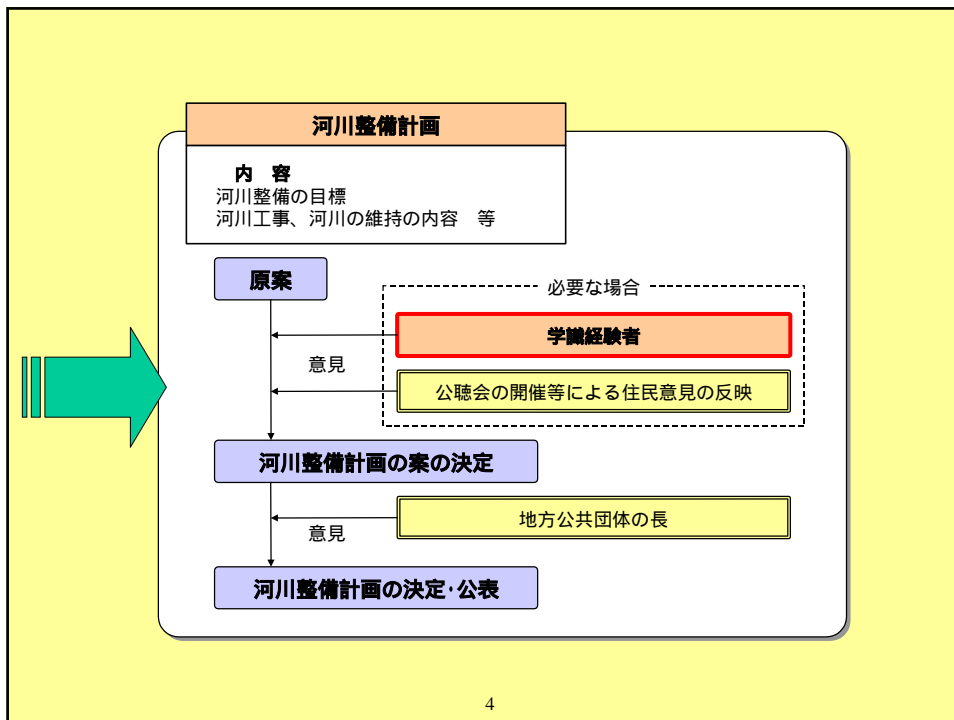 河川整備計画
内　容
河川整備の目標
河川工事、河川の維持の内容　等
原案
必要な場合
学識経験者
意見
公聴会の開催等による住民意見の反映
河川整備計画の案の決定
地方公共団体の長
意見
河川整備計画の決定･公表
4